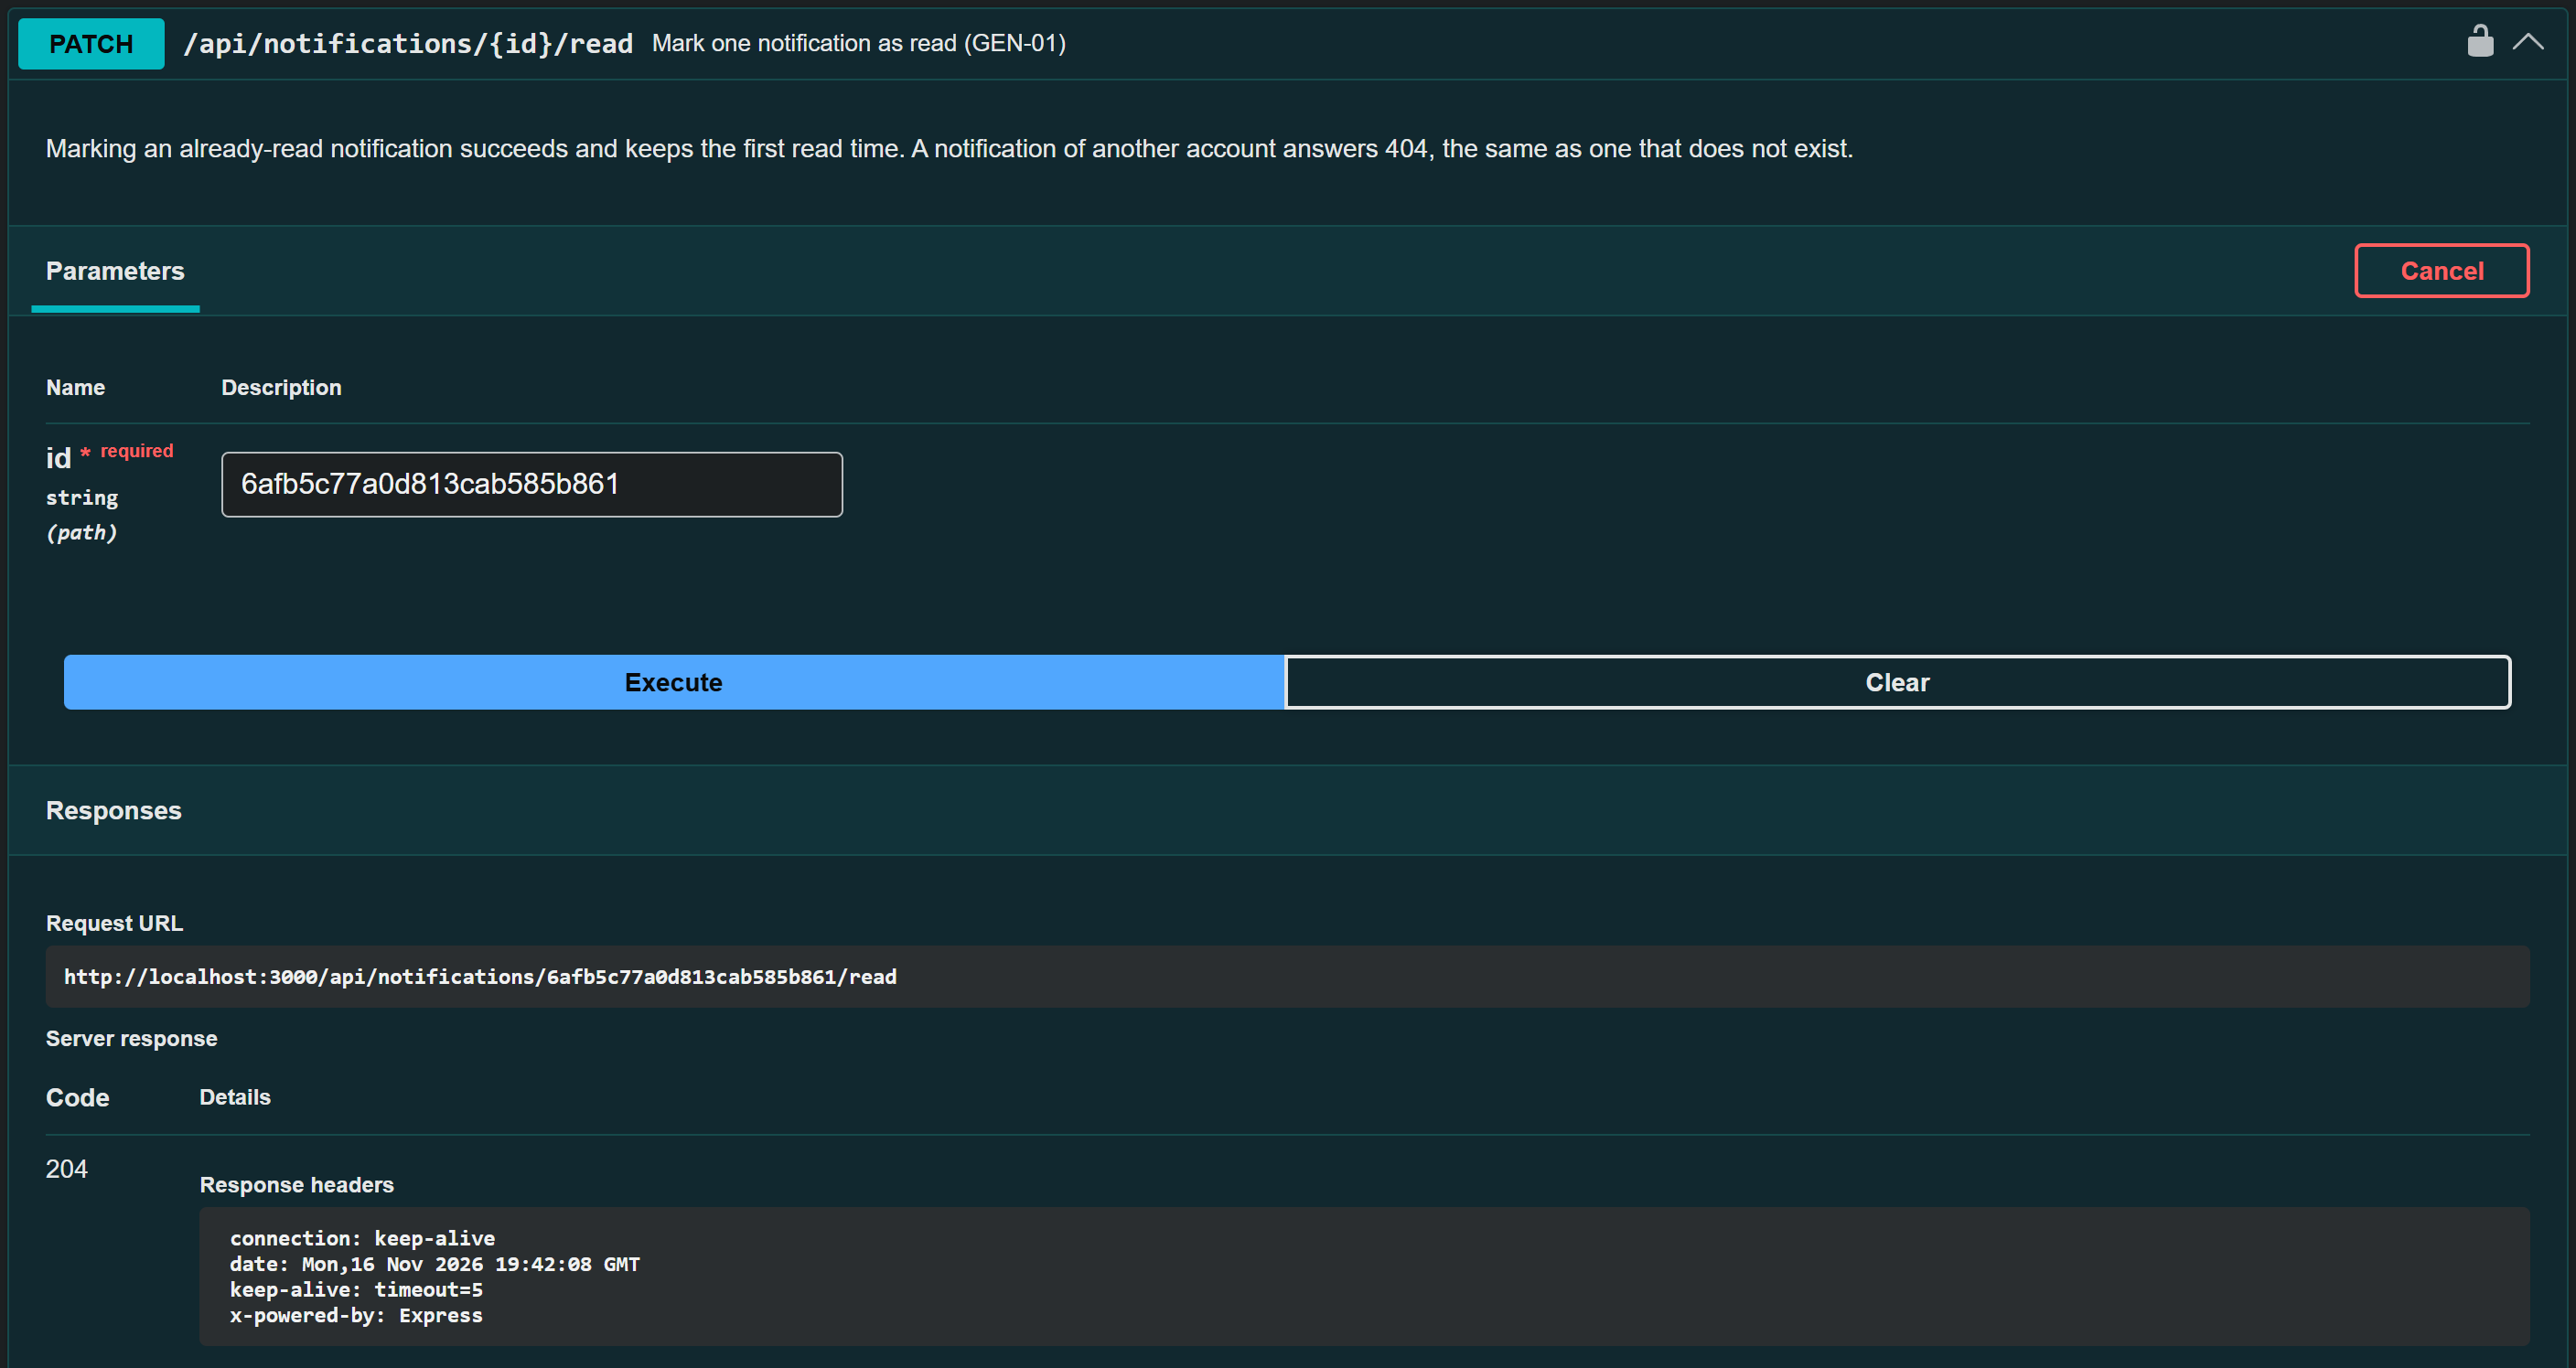 PATCH /api/notifications/{id}/read Mark one notification as read (GEN-01)
Marking an already-read notification succeeds and keeps the first read time. A notification of another account answers 404, the same as one that does not exist.
Parameters
Cancel
Name Description
id * required
string
(path)
6afb5c77a0d813cab585b861
Execute
Clear
Responses
Request URL
http://localhost:3000/api/notifications/6afb5c77a0d813cab585b861/read
Server response
Code Details
204
Response headers
connection: keep-alive
date: Mon,16 Nov 2026 19:42:08 GMT
keep-alive: timeout=5
x-powered-by: Express